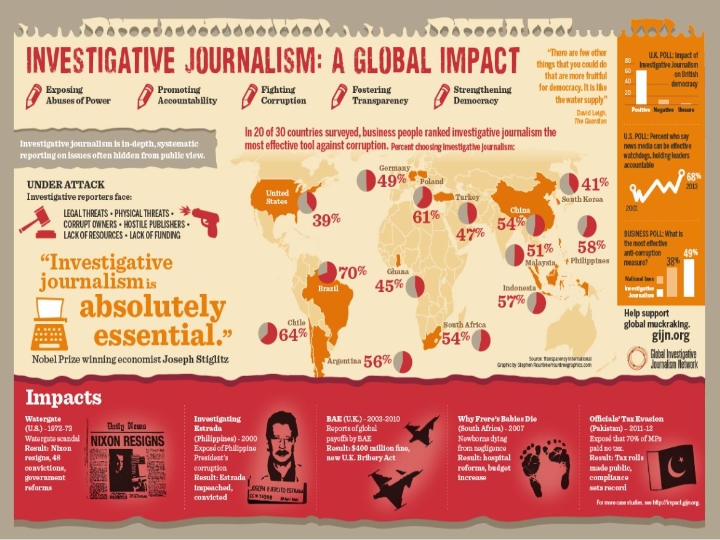 INVESTIGATIVE JOURNALISM: A GLOBAL IMPACT
Exposing
Abuses of Power
Promoting
Accountability
Fighting
Corruption
Fostering
Transparency
Strengthening
Democracy
"There are few other
things that you could do
that are more fruitful
for democracy. It is like
the water supply"
David Leigh,
The Guardian
Investigative journalism is in-depth, systematic
reporting on issues often hidden from public view.
UNDER ATTACK
Investigative reporters face:
LEGAL THREATS • PHYSICAL THREATS •
CORRUPT OWNERS • HOSTILE PUBLISHERS •
LACK OF RESOURCES • LACK OF FUNDING
"Investigative
journalism is
absolutely
essential."
Nobel Prize winning economist Joseph Stiglitz
In 20 of 30 countries surveyed, business people ranked investigative journalism the
most effective tool against corruption. Percent choosing investigative journalism:
United
States
39%
Germany
49%
Poland
61%
Turkey
47%
41%
South Korea
China
54%
58%
Philippines
51%
Malaysia
Indonesia
57%
70%
Brazil
Ghana
45%
Chile
64%
Argentina 56%
South Africa
54%
Source: Transparency International
U.K. POLL: Impact of
Investigative Journalism
on British
democracy
80
60
40
20
Positive Negative Unsure
U.S. POLL: Percent who say
news media can be effective
watchdogs, holding leaders
accountable
68%
2013
BUSINESS POLL: What is
the most effective
anti-corruption
measure?
49%
38%
National laws
Investigative
Journalism
Help support
global muckraking.
gijn.org
Global Investigative
Journalism Network
Impacts
Watergate
(U.S.) - 1972-73
Watergate scandal
Result: Nixon
resigns, 48
convictions,
government
reforms
Daily News
NIXON RESIGNS
Investigating
Estrada
(Philippines) - 2000
Exposé of Philippine
President's
corruption
Result: Estrada
impeached,
convicted
JOSEPH EJERCITO ESTRADA
BAE (U.K.) - 2003-2010
Reports of global
payoffs by BAE
Result: $400 million fine,
new U.K. Bribery Act
Why Frere's Babies Die
(South Africa) - 2007
Newborns dying
from negligence
Result: hospital
reforms, budget
increase
Officials' Tax Evasion
(Pakistan) - 2011-12
Exposé that 70% of MPs
paid no tax.
Result: Tax rolls
made public,
compliance
sets record
For more case studies, see http://impact.gijn.org